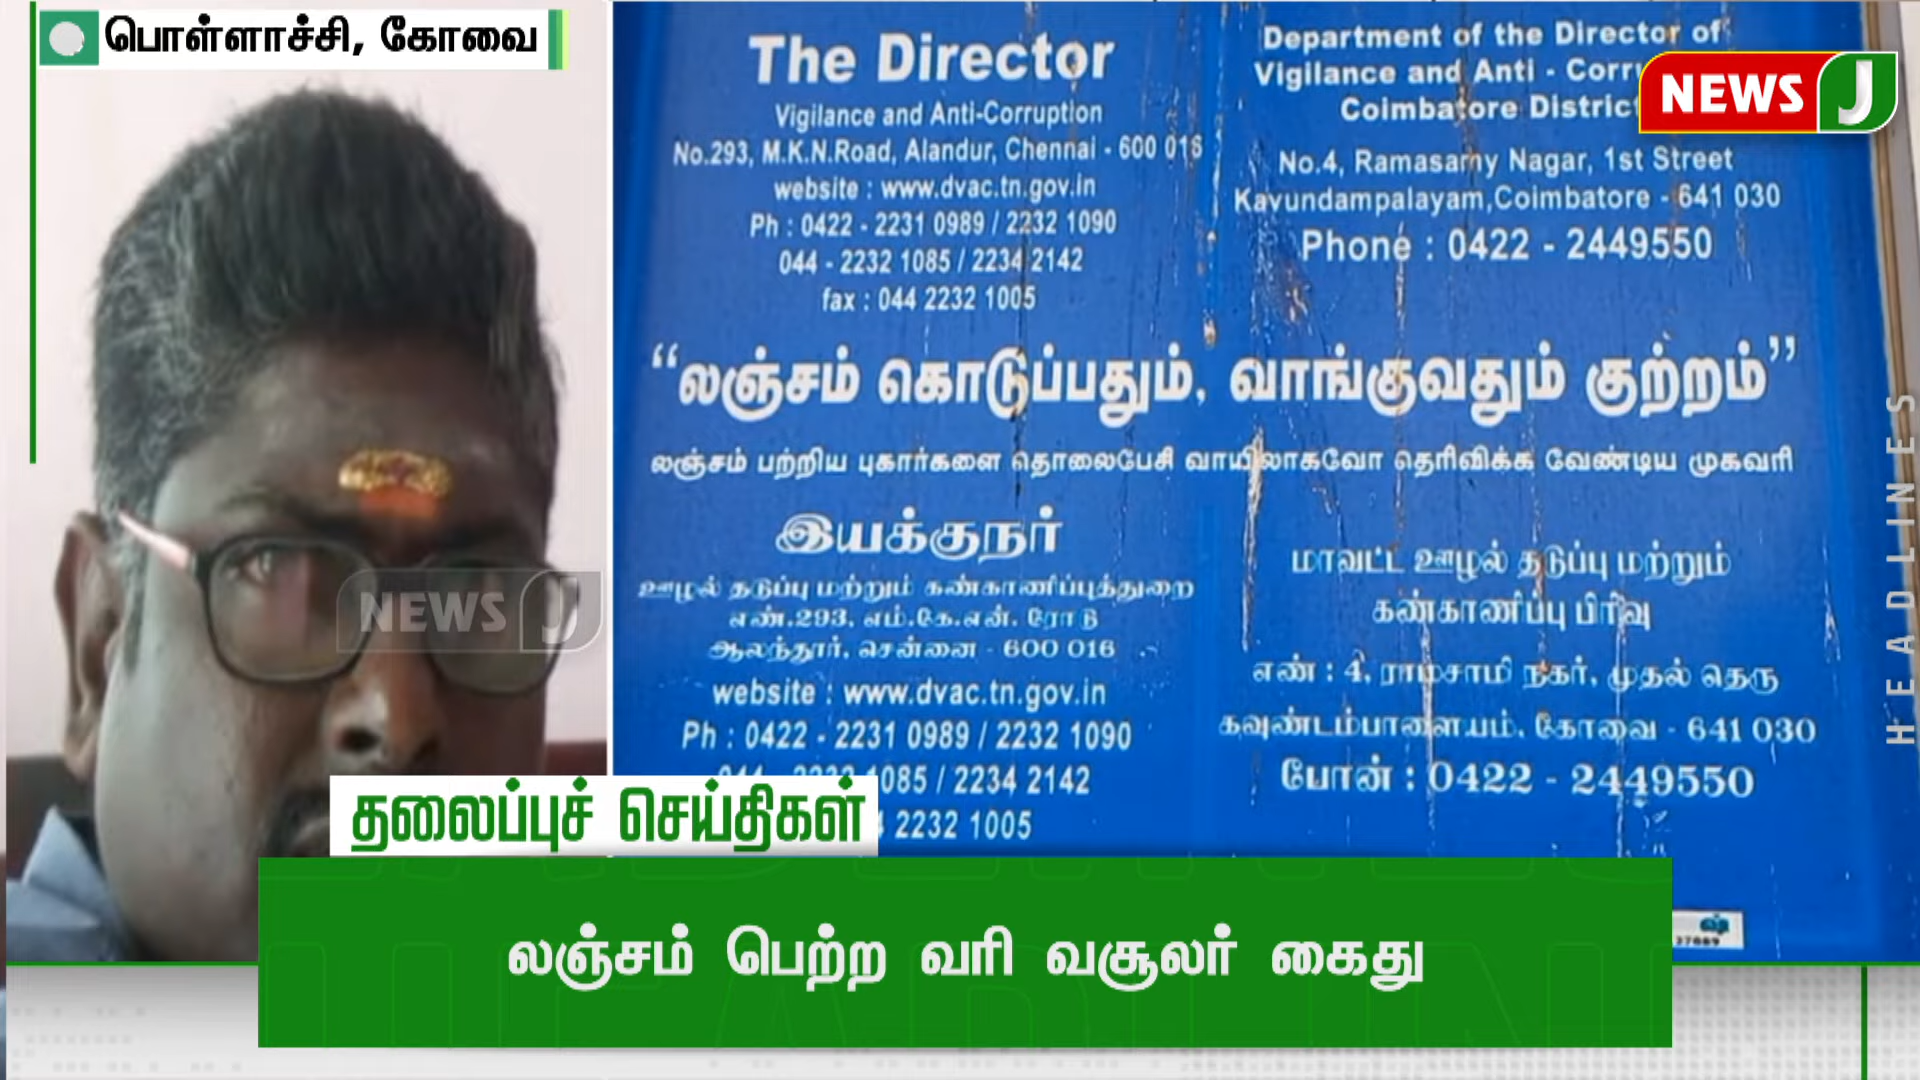 பொள்ளாச்சி, கோவை
NEWS J
The Director
Vigilance and Anti-Corruption
No.293, M.K.N.Road, Alandur, Chennai - 600 016
website : www.dvac.tn.gov.in
Ph : 0422 - 2231 0989 / 2232 1090
044 - 2232 1085 / 2234 2142
fax : 044 2232 1005
Department of the Director of
Vigilance and Anti - Corru
Coimbatore District
No.4, Ramasamy Nagar, 1st Street
Kavundampalayam,Coimbatore - 641 030
Phone : 0422 - 2449550
“லஞ்சம் கொடுப்பதும், வாங்குவதும் குற்றம்”
லஞ்சம் பற்றிய புகார்களை தொலைபேசி வாயிலாகவோ தெரிவிக்க வேண்டிய முகவரி
இயக்குநர்
ஊழல் தடுப்பு மற்றும் கண்காணிப்புத்துறை
எண்.293, எம்.கே.என். ரோடு
ஆலந்தூர், சென்னை - 600 016
website : www.dvac.tn.gov.in
Ph : 0422 - 2231 0989 / 2232 1090
044 - 2232 1085 / 2234 2142
2232 1005
மாவட்ட ஊழல் தடுப்பு மற்றும்
கண்காணிப்பு பிரிவு
எண் : 4, ராமசாமி நகர், முதல் தெரு
கவுண்டம்பாளையம், கோவை - 641 030
போன் : 0422 - 2449550
NEWS J
HEADLINES
தலைப்புச் செய்திகள்
லஞ்சம் பெற்ற வரி வசூலர் கைது